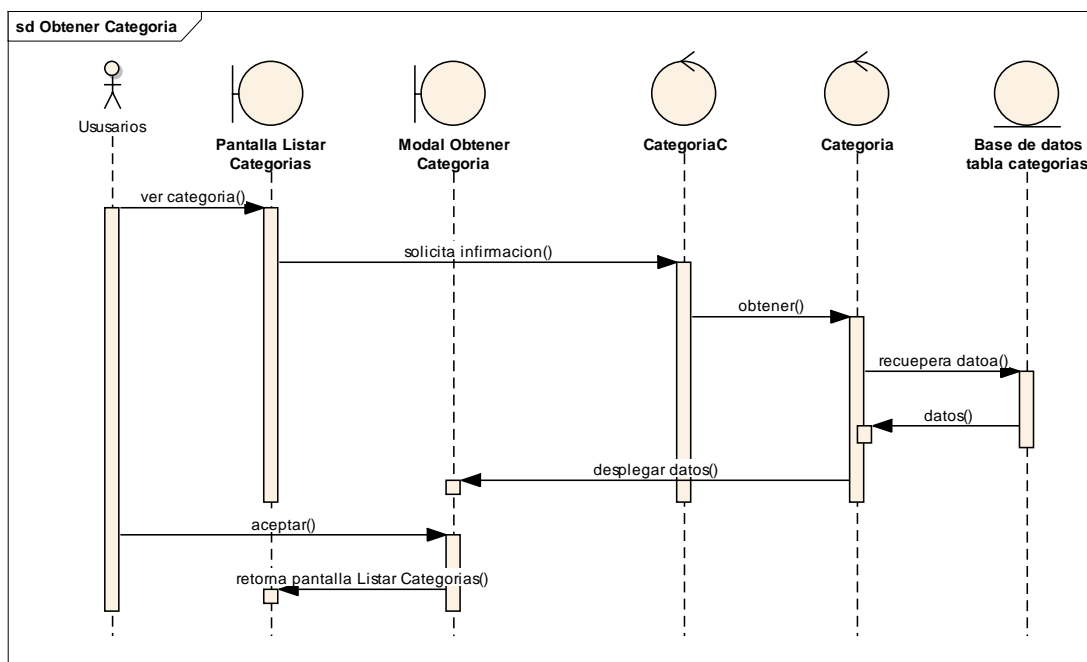 sd Obtener Categoria
Ususarios
Pantalla Listar
Categorias
Modal Obtener
Categoria
CategoriaC
Categoria
Base de datos
tabla categorias
ver categoria()
solicita infirmacion()
obtener()
recuepera datoa()
datos()
desplegar datos()
aceptar()
retorna pantalla Listar Categorias()